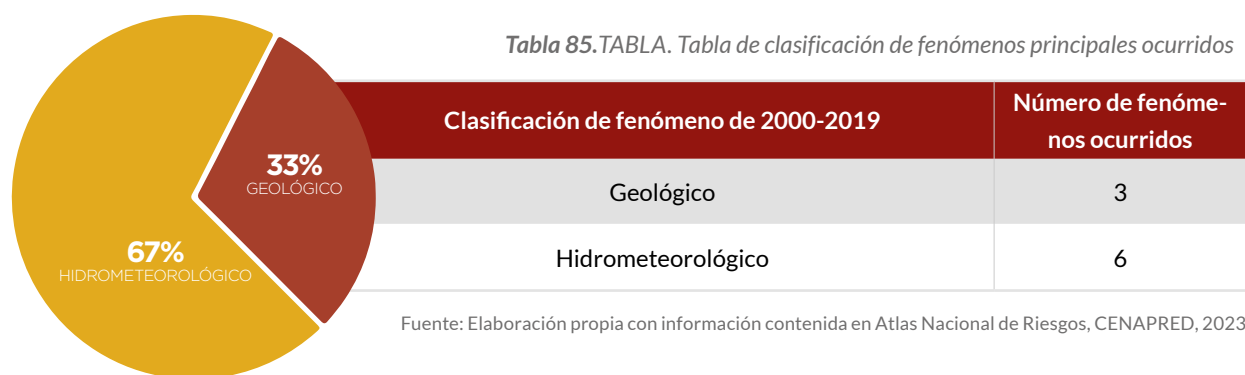 Tabla 85.TABLA. Tabla de clasificación de fenómenos principales ocurridos
33%
GEOLÓGICO
67%
HIDROMETEOROLÓGICO
Clasificación de fenómeno de 2000-2019
Número de fenóme-
nos ocurridos
Geológico
3
Hidrometeorológico
6
Fuente: Elaboración propia con información contenida en Atlas Nacional de Riesgos, CENAPRED, 2023